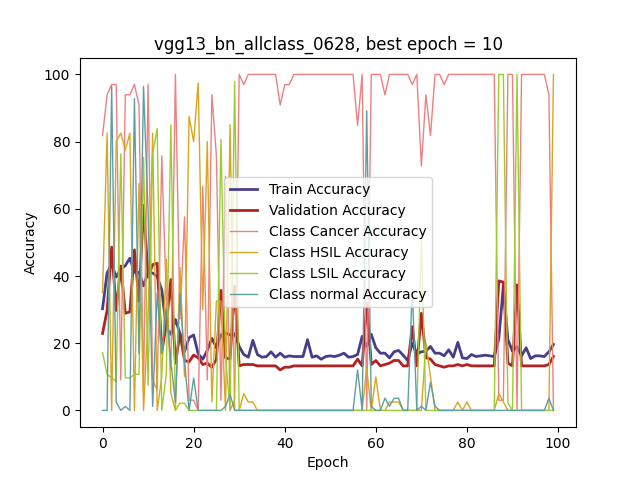 vgg13_bn_allclass_0628, best epoch = 10
100
80
60
40
20
0
Accuracy
Train Accuracy
Validation Accuracy
Class Cancer Accuracy
Class HSIL Accuracy
Class LSIL Accuracy
Class normal Accuracy
0 20 40 60 80 100
Epoch